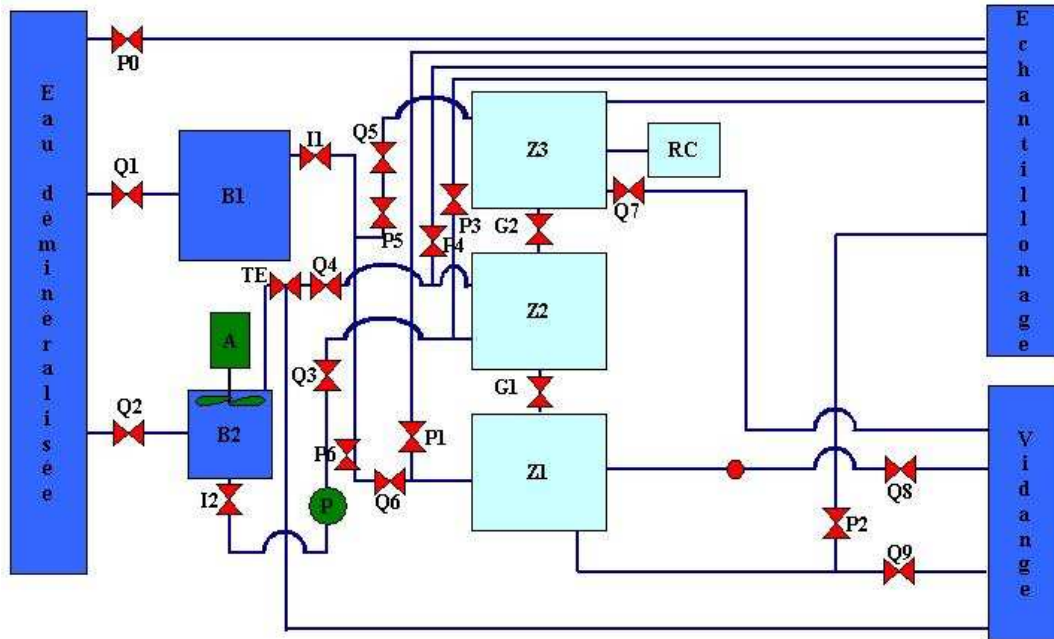 Eau déminéralisée
Echantillonage
P0
Q1
B1
I1
Q5
P5
Z3
RC
Q7
P3
G2
P4
TE
Q4
Z2
A
Q3
G1
Q2
B2
P6
P1
I2
P
Q6
Z1
Q8
P2
Q9
Vidange